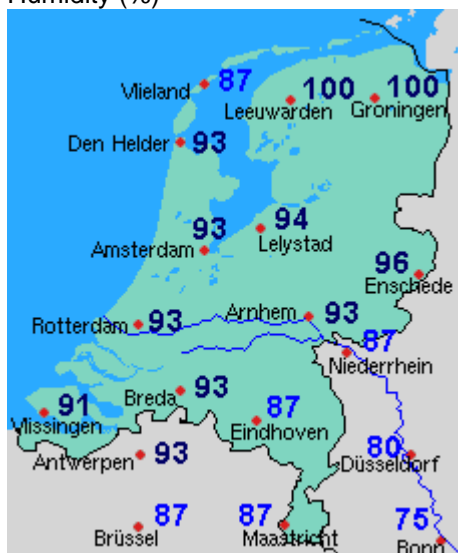 Humidity (%)
Vlieland 87
Leeuwarden 100
Groningen 100
Den Helder 93
Amsterdam 93
Lelystad 94
Enschede 96
Rotterdam 93
Arnhem 93
Niederrhein 87
Vlissingen 91
Breda 93
Eindhoven 87
Antwerpen 93
Düsseldorf 80
Brüssel 87
Maastricht 87
Bonn 75